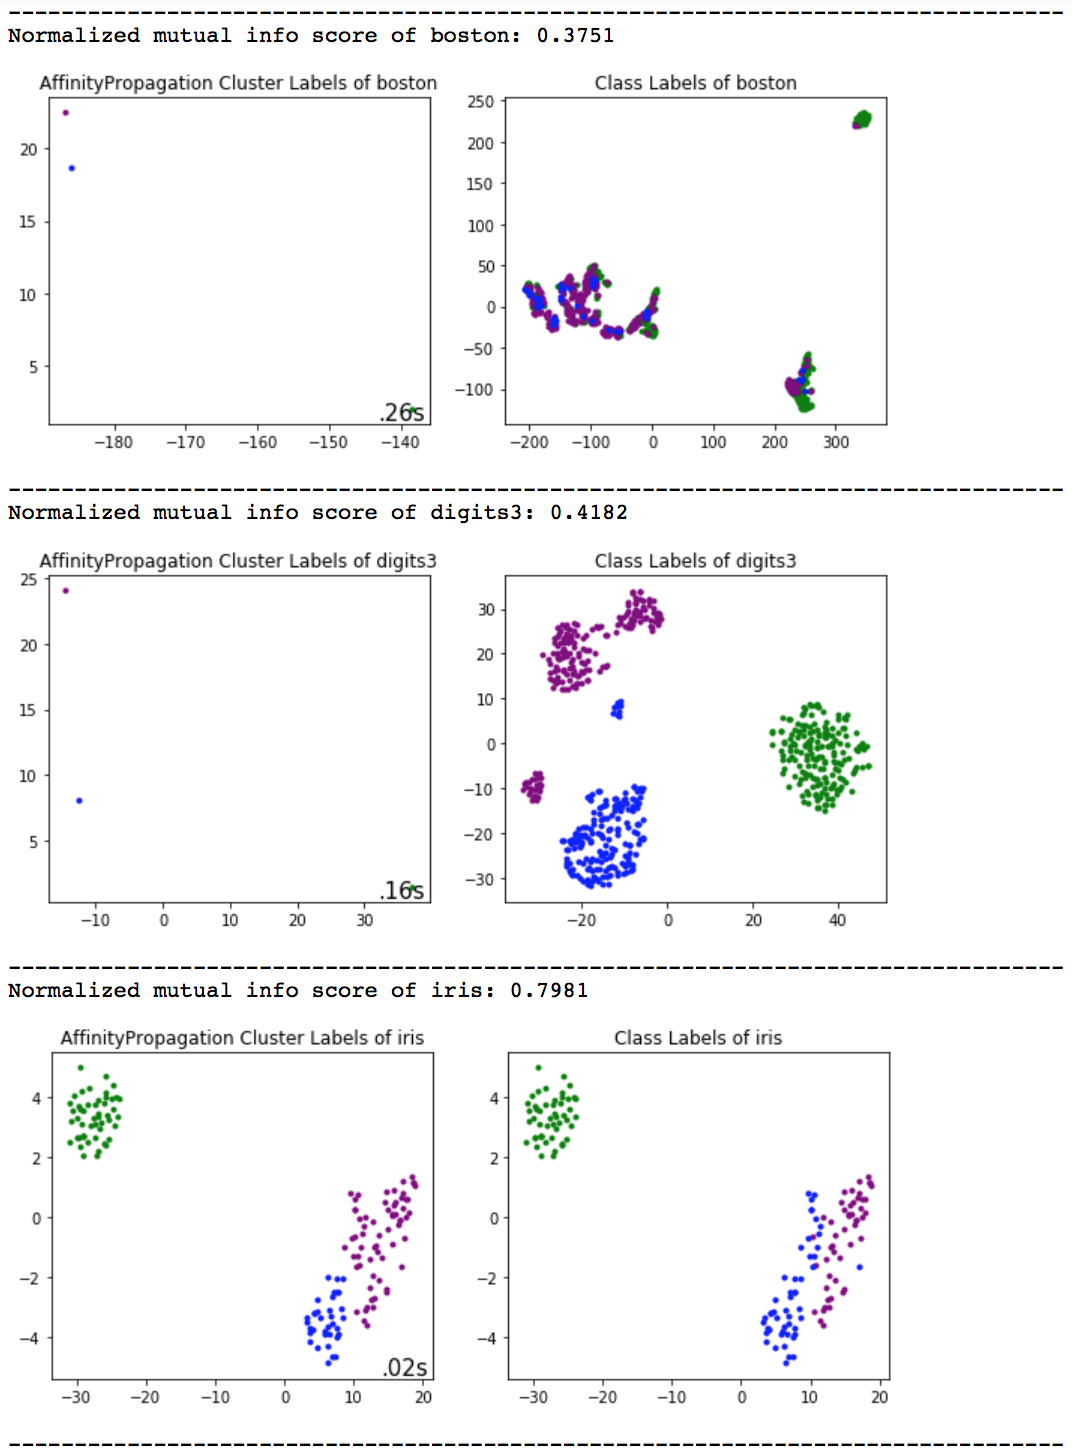 Normalized mutual info score of boston: 0.3751
AffinityPropagation Cluster Labels of boston
20
15
10
5
.26s
−180 −170 −160 −150 −140
Class Labels of boston
250
200
150
100
50
0
−50
−100
−200 −100 0 100 200 300
Normalized mutual info score of digits3: 0.4182
AffinityPropagation Cluster Labels of digits3
25
20
15
10
5
.16s
−10 0 10 20 30
Class Labels of digits3
30
20
10
0
−10
−20
−30
−20 0 20 40
Normalized mutual info score of iris: 0.7981
AffinityPropagation Cluster Labels of iris
4
2
0
−2
−4
.02s
−30 −20 −10 0 10 20
Class Labels of iris
4
2
0
−2
−4
−30 −20 −10 0 10 20